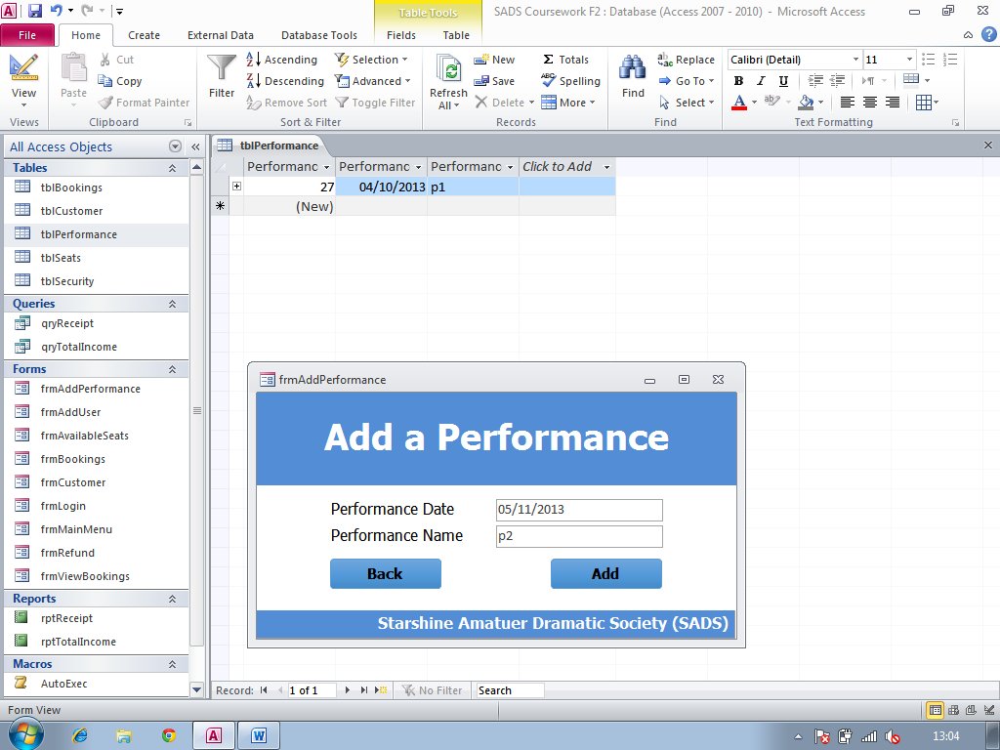 SADS Coursework F2 : Database (Access 2007 - 2010) - Microsoft Access
Table Tools
File Home Create External Data Database Tools Fields Table
View
Views
Paste
Cut
Copy
Format Painter
Clipboard
Filter
Ascending
Descending
Remove Sort
Selection
Advanced
Toggle Filter
Sort & Filter
Refresh All
New
Save
Delete
Totals
Spelling
More
Records
Find
Replace
Go To
Select
Find
Calibri (Detail) 11
B I U
Text Formatting
All Access Objects
Tables
tblBookings
tblCustomer
tblPerformance
tblSeats
tblSecurity
Queries
qryReceipt
qryTotalIncome
Forms
frmAddPerformance
frmAddUser
frmAvailableSeats
frmBookings
frmCustomer
frmLogin
frmMainMenu
frmRefund
frmViewBookings
Reports
rptReceipt
rptTotalIncome
Macros
AutoExec
tblPerformance
Performanc Performanc Performanc Click to Add
27 04/10/2013 p1
(New)
frmAddPerformance
Add a Performance
Performance Date 05/11/2013
Performance Name p2
Back Add
Starshine Amatuer Dramatic Society (SADS)
Record: 1 of 1 No Filter Search
Form View
13:04